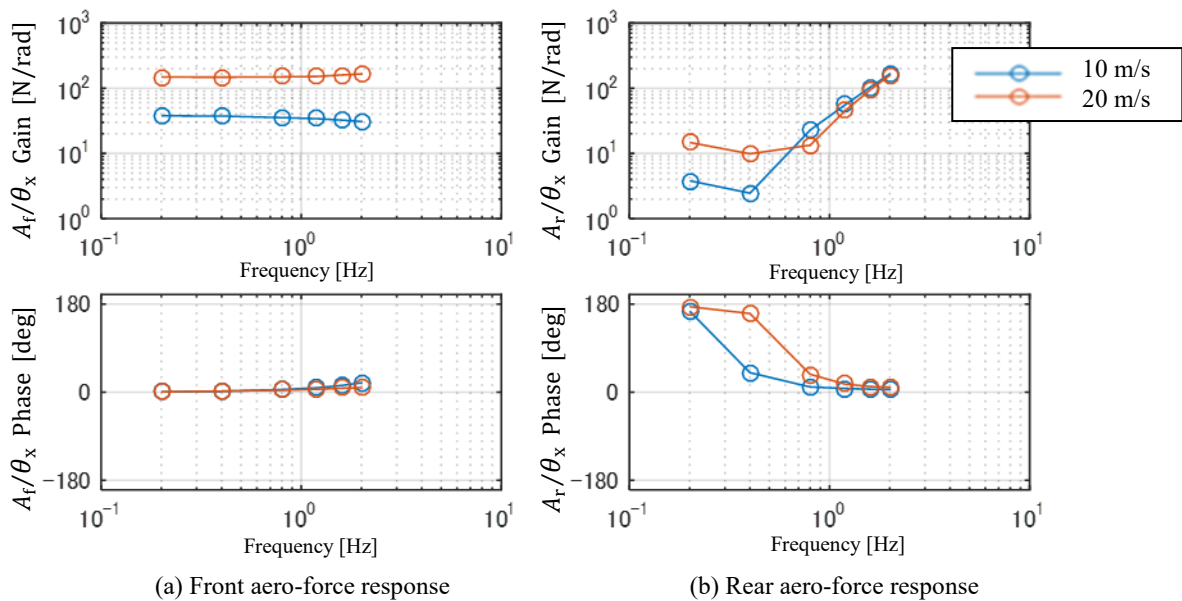 10³
10²
10¹
10⁰
A_f/θ_x Gain [N/rad]
10⁻¹ 10⁰ 10¹
Frequency [Hz]
10³
10²
10¹
10⁰
A_r/θ_x Gain [N/rad]
10⁻¹ 10⁰ 10¹
Frequency [Hz]
10 m/s
20 m/s
180
0
−180
A_f/θ_x Phase [deg]
10⁻¹ 10⁰ 10¹
Frequency [Hz]
180
0
−180
A_r/θ_x Phase [deg]
10⁻¹ 10⁰ 10¹
Frequency [Hz]
(a) Front aero-force response
(b) Rear aero-force response